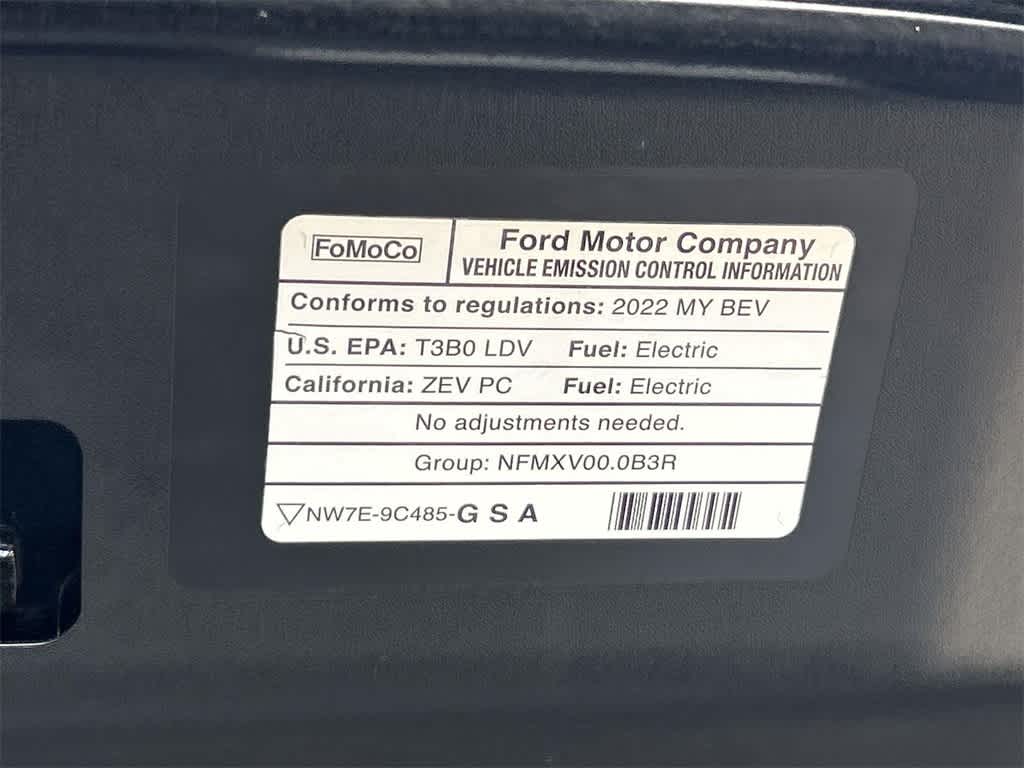 FoMoCo
Ford Motor Company
VEHICLE EMISSION CONTROL INFORMATION
Conforms to regulations: 2022 MY BEV
U.S. EPA: T3B0 LDV Fuel: Electric
California: ZEV PC Fuel: Electric
No adjustments needed.
Group: NFMXV00.0B3R
NW7E-9C485-G S A